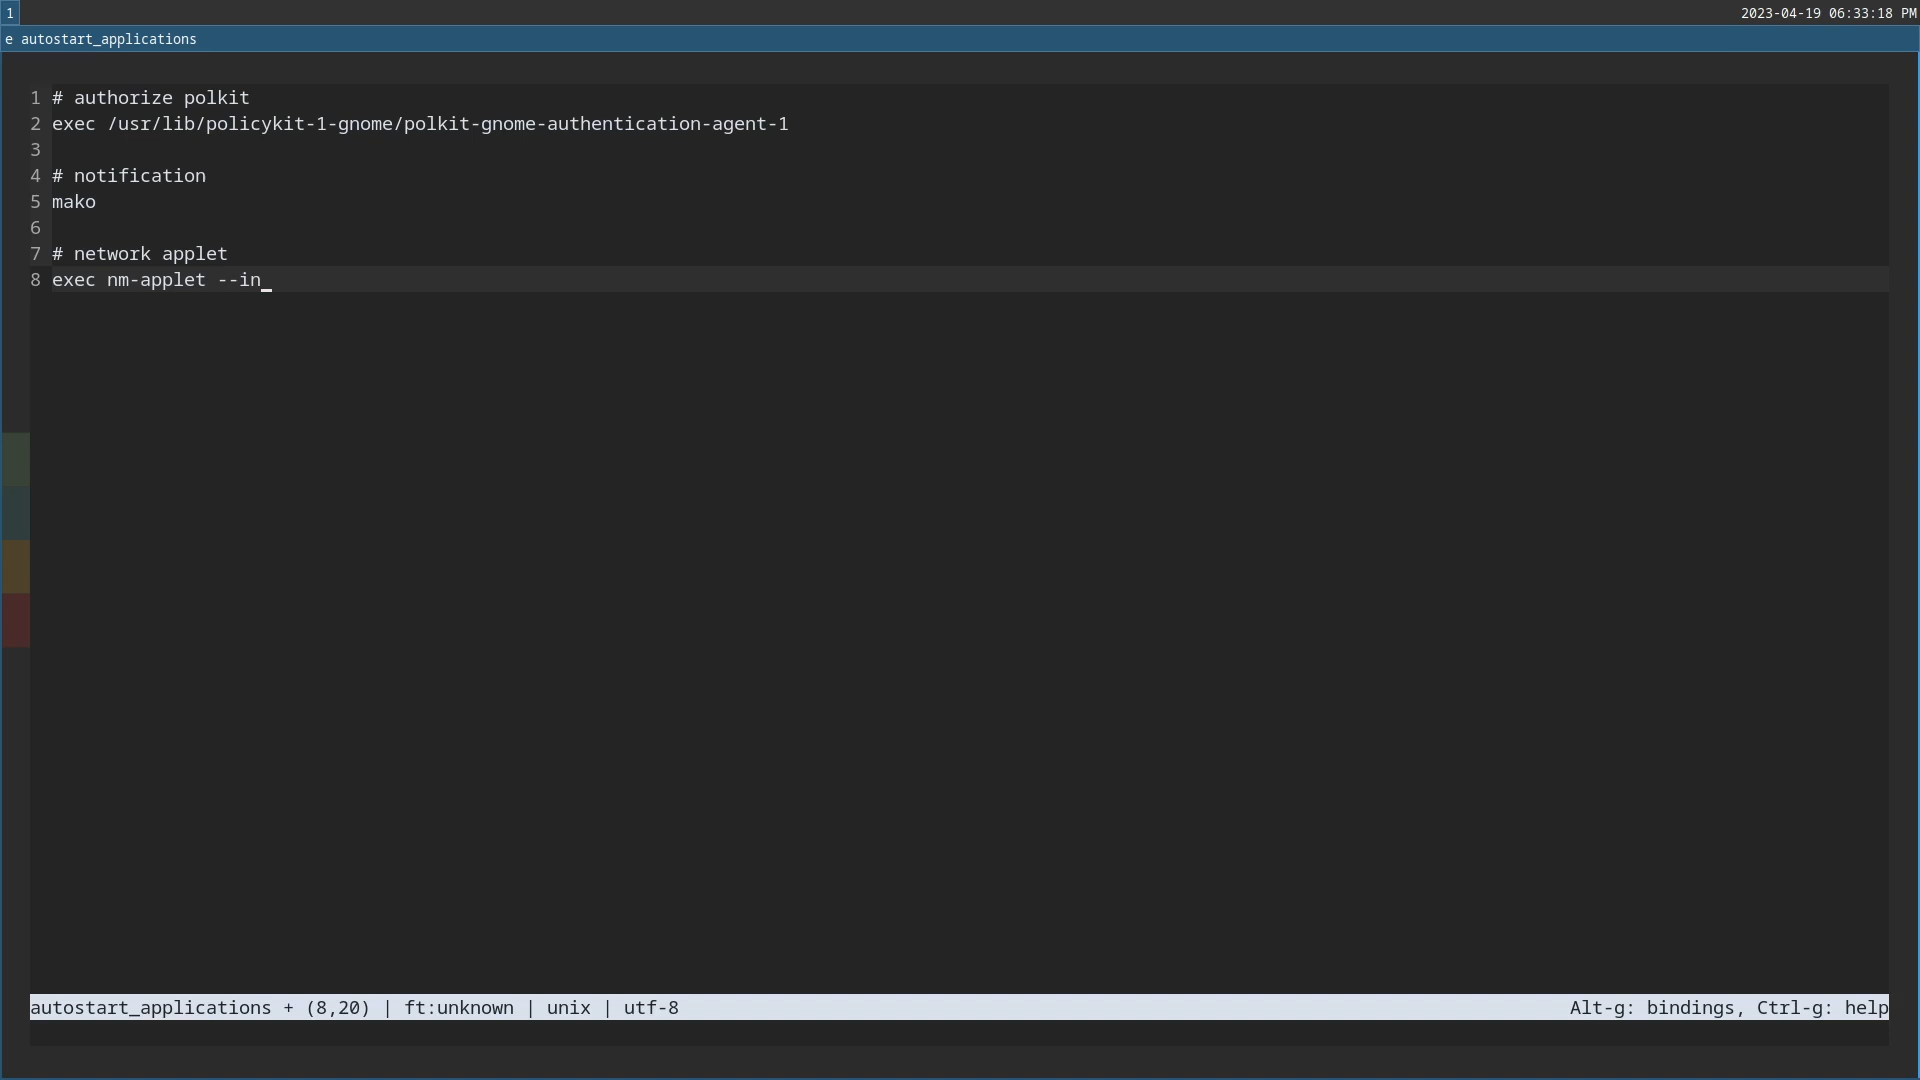 1
2023-04-19 06:33:18 PM
e autostart_applications
1 # authorize polkit
2 exec /usr/lib/policykit-1-gnome/polkit-gnome-authentication-agent-1
3
4 # notification
5 mako
6
7 # network applet
8 exec nm-applet --in_
autostart_applications + (8,20) | ft:unknown | unix | utf-8
Alt-g: bindings, Ctrl-g: help